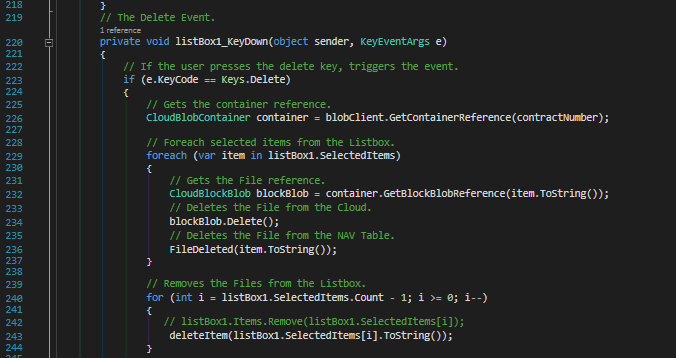 218 }
219 // The Delete Event.
1 reference
220 private void listBox1_KeyDown(object sender, KeyEventArgs e)
221 {
222 // If the user presses the delete key, triggers the event.
223 if (e.KeyCode == Keys.Delete)
224 {
225 // Gets the container reference.
226 CloudBlobContainer container = blobClient.GetContainerReference(contractNumber);
227
228 // Foreach selected items from the Listbox.
229 foreach (var item in listBox1.SelectedItems)
230 {
231 // Gets the File reference.
232 CloudBlockBlob blockBlob = container.GetBlockBlobReference(item.ToString());
233 // Deletes the File from the Cloud.
234 blockBlob.Delete();
235 // Deletes the File from the NAV Table.
236 FileDeleted(item.ToString());
237 }
238
239 // Removes the Files from the Listbox.
240 for (int i = listBox1.SelectedItems.Count - 1; i >= 0; i--)
241 {
242 // listBox1.Items.Remove(listBox1.SelectedItems[i]);
243 deleteItem(listBox1.SelectedItems[i].ToString());
244 }